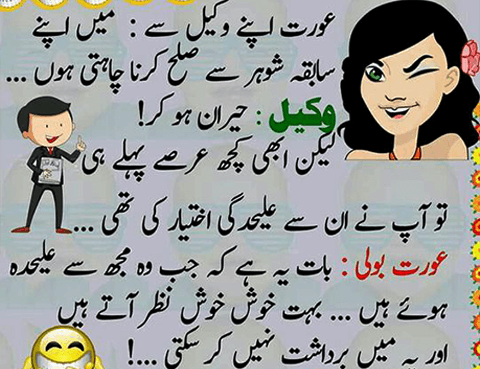 عورت اپنے وکیل سے : میں اپنے
سابقہ شوہر سے صلح کرنا چاہتی ہوں ...
وکیل : حیران ہو کر!
لیکن ابھی کچھ عرصے پہلے ہی
تو آپ نے ان سے علیحدگی اختیار کی تھی ...
عورت بولی : بات یہ ہے کہ جب وہ مجھ سے علیحدہ
ہوئے ہیں ... بہت خوش خوش نظر آتے ہیں
اور یہ میں برداشت نہیں کر سکتی ...!